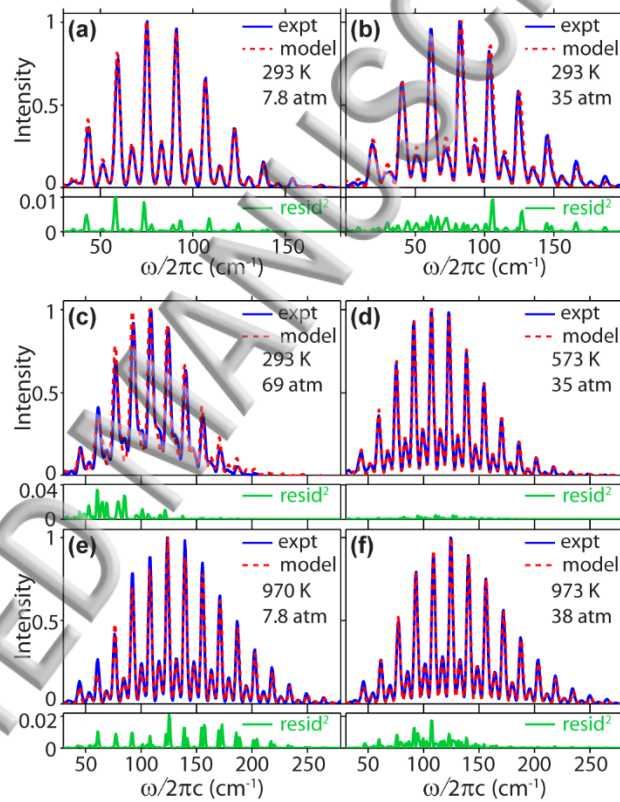 (a)
expt
model
293 K
7.8 atm
Intensity
1
0.5
0
0.01
0
resid²
50
100
150
ω/2πc (cm⁻¹)
(b)
expt
model
293 K
35 atm
resid²
50
100
150
ω/2πc (cm⁻¹)
(c)
expt
model
293 K
69 atm
Intensity
1
0.5
0
0.04
0
resid²
(d)
expt
model
573 K
35 atm
resid²
(e)
expt
model
970 K
7.8 atm
Intensity
1
0.5
0
0.02
0
resid²
50
100
150
200
250
ω/2πc (cm⁻¹)
(f)
expt
model
973 K
38 atm
resid²
50
100
150
200
250
ω/2πc (cm⁻¹)
TED MANUSCR